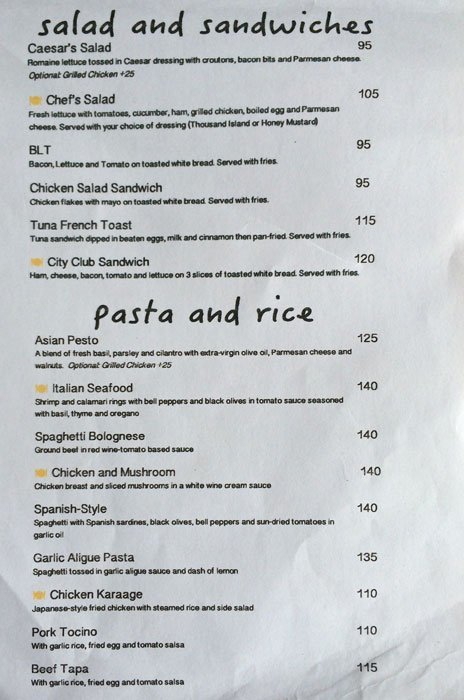 salad and sandwiches
Caesar's Salad 95
Romaine lettuce tossed in Caesar dressing with croutons, bacon bits and Parmesan cheese.
Optional: Grilled Chicken +25
Chef's Salad 105
Fresh lettuce with tomatoes, cucumber, ham, grilled chicken, boiled egg and Parmesan
cheese. Served with your choice of dressing (Thousand Island or Honey Mustard)
BLT 95
Bacon, Lettuce and Tomato on toasted white bread. Served with fries.
Chicken Salad Sandwich 95
Chicken flakes with mayo on toasted white bread. Served with fries.
Tuna French Toast 115
Tuna sandwich dipped in beaten eggs, milk and cinnamon then pan-fried. Served with fries.
City Club Sandwich 120
Ham, cheese, bacon, tomato and lettuce on 3 slices of toasted white bread. Served with fries.
pasta and rice
Asian Pesto 125
A blend of fresh basil, parsley and cilantro with extra-virgin olive oil, Parmesan cheese and
walnuts. Optional: Grilled Chicken +25
Italian Seafood 140
Shrimp and calamari rings with bell peppers and black olives in tomato sauce seasoned
with basil, thyme and oregano
Spaghetti Bolognese 140
Ground beef in red wine-tomato based sauce
Chicken and Mushroom 140
Chicken breast and sliced mushrooms in a white wine cream sauce
Spanish-Style 140
Spaghetti with Spanish sardines, black olives, bell peppers and sun-dried tomatoes in
garlic oil
Garlic Aligue Pasta 135
Spaghetti tossed in garlic aligue sauce and dash of lemon
Chicken Karaage 110
Japanese-style fried chicken with steamed rice and side salad
Pork Tocino 110
With garlic rice, fried egg and tomato salsa
Beef Tapa 115
With garlic rice, fried egg and tomato salsa